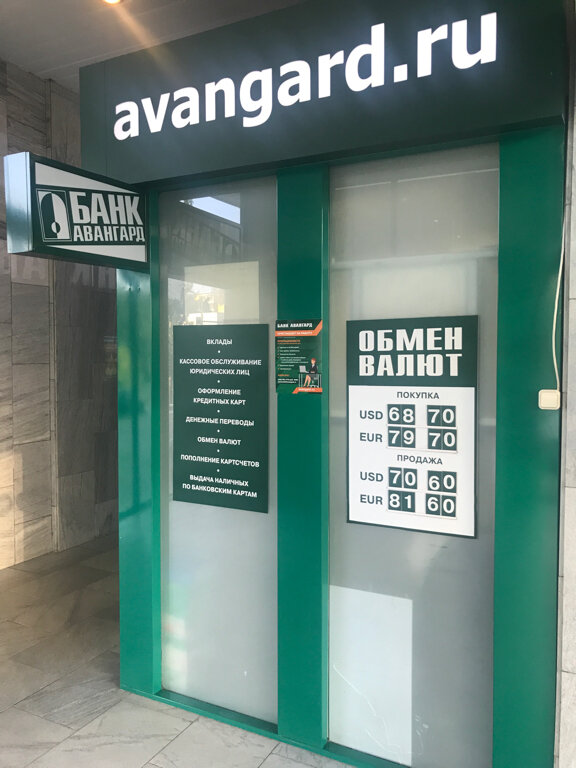 avangard.ru
БАНК
АВАНГАРД
ВКЛАДЫ
•
КАССОВОЕ ОБСЛУЖИВАНИЕ
ЮРИДИЧЕСКИХ ЛИЦ
•
ОФОРМЛЕНИЕ
КРЕДИТНЫХ КАРТ
•
ДЕНЕЖНЫЕ ПЕРЕВОДЫ
•
ОБМЕН ВАЛЮТ
•
ПОПОЛНЕНИЕ КАРТСЧЕТОВ
•
ВЫДАЧА НАЛИЧНЫХ
ПО БАНКОВСКИМ КАРТАМ
БАНК АВАНГАРД
ОБМЕН
ВАЛЮТ
ПОКУПКА
USD 68 70
EUR 79 70
ПРОДАЖА
USD 70 60
EUR 81 60